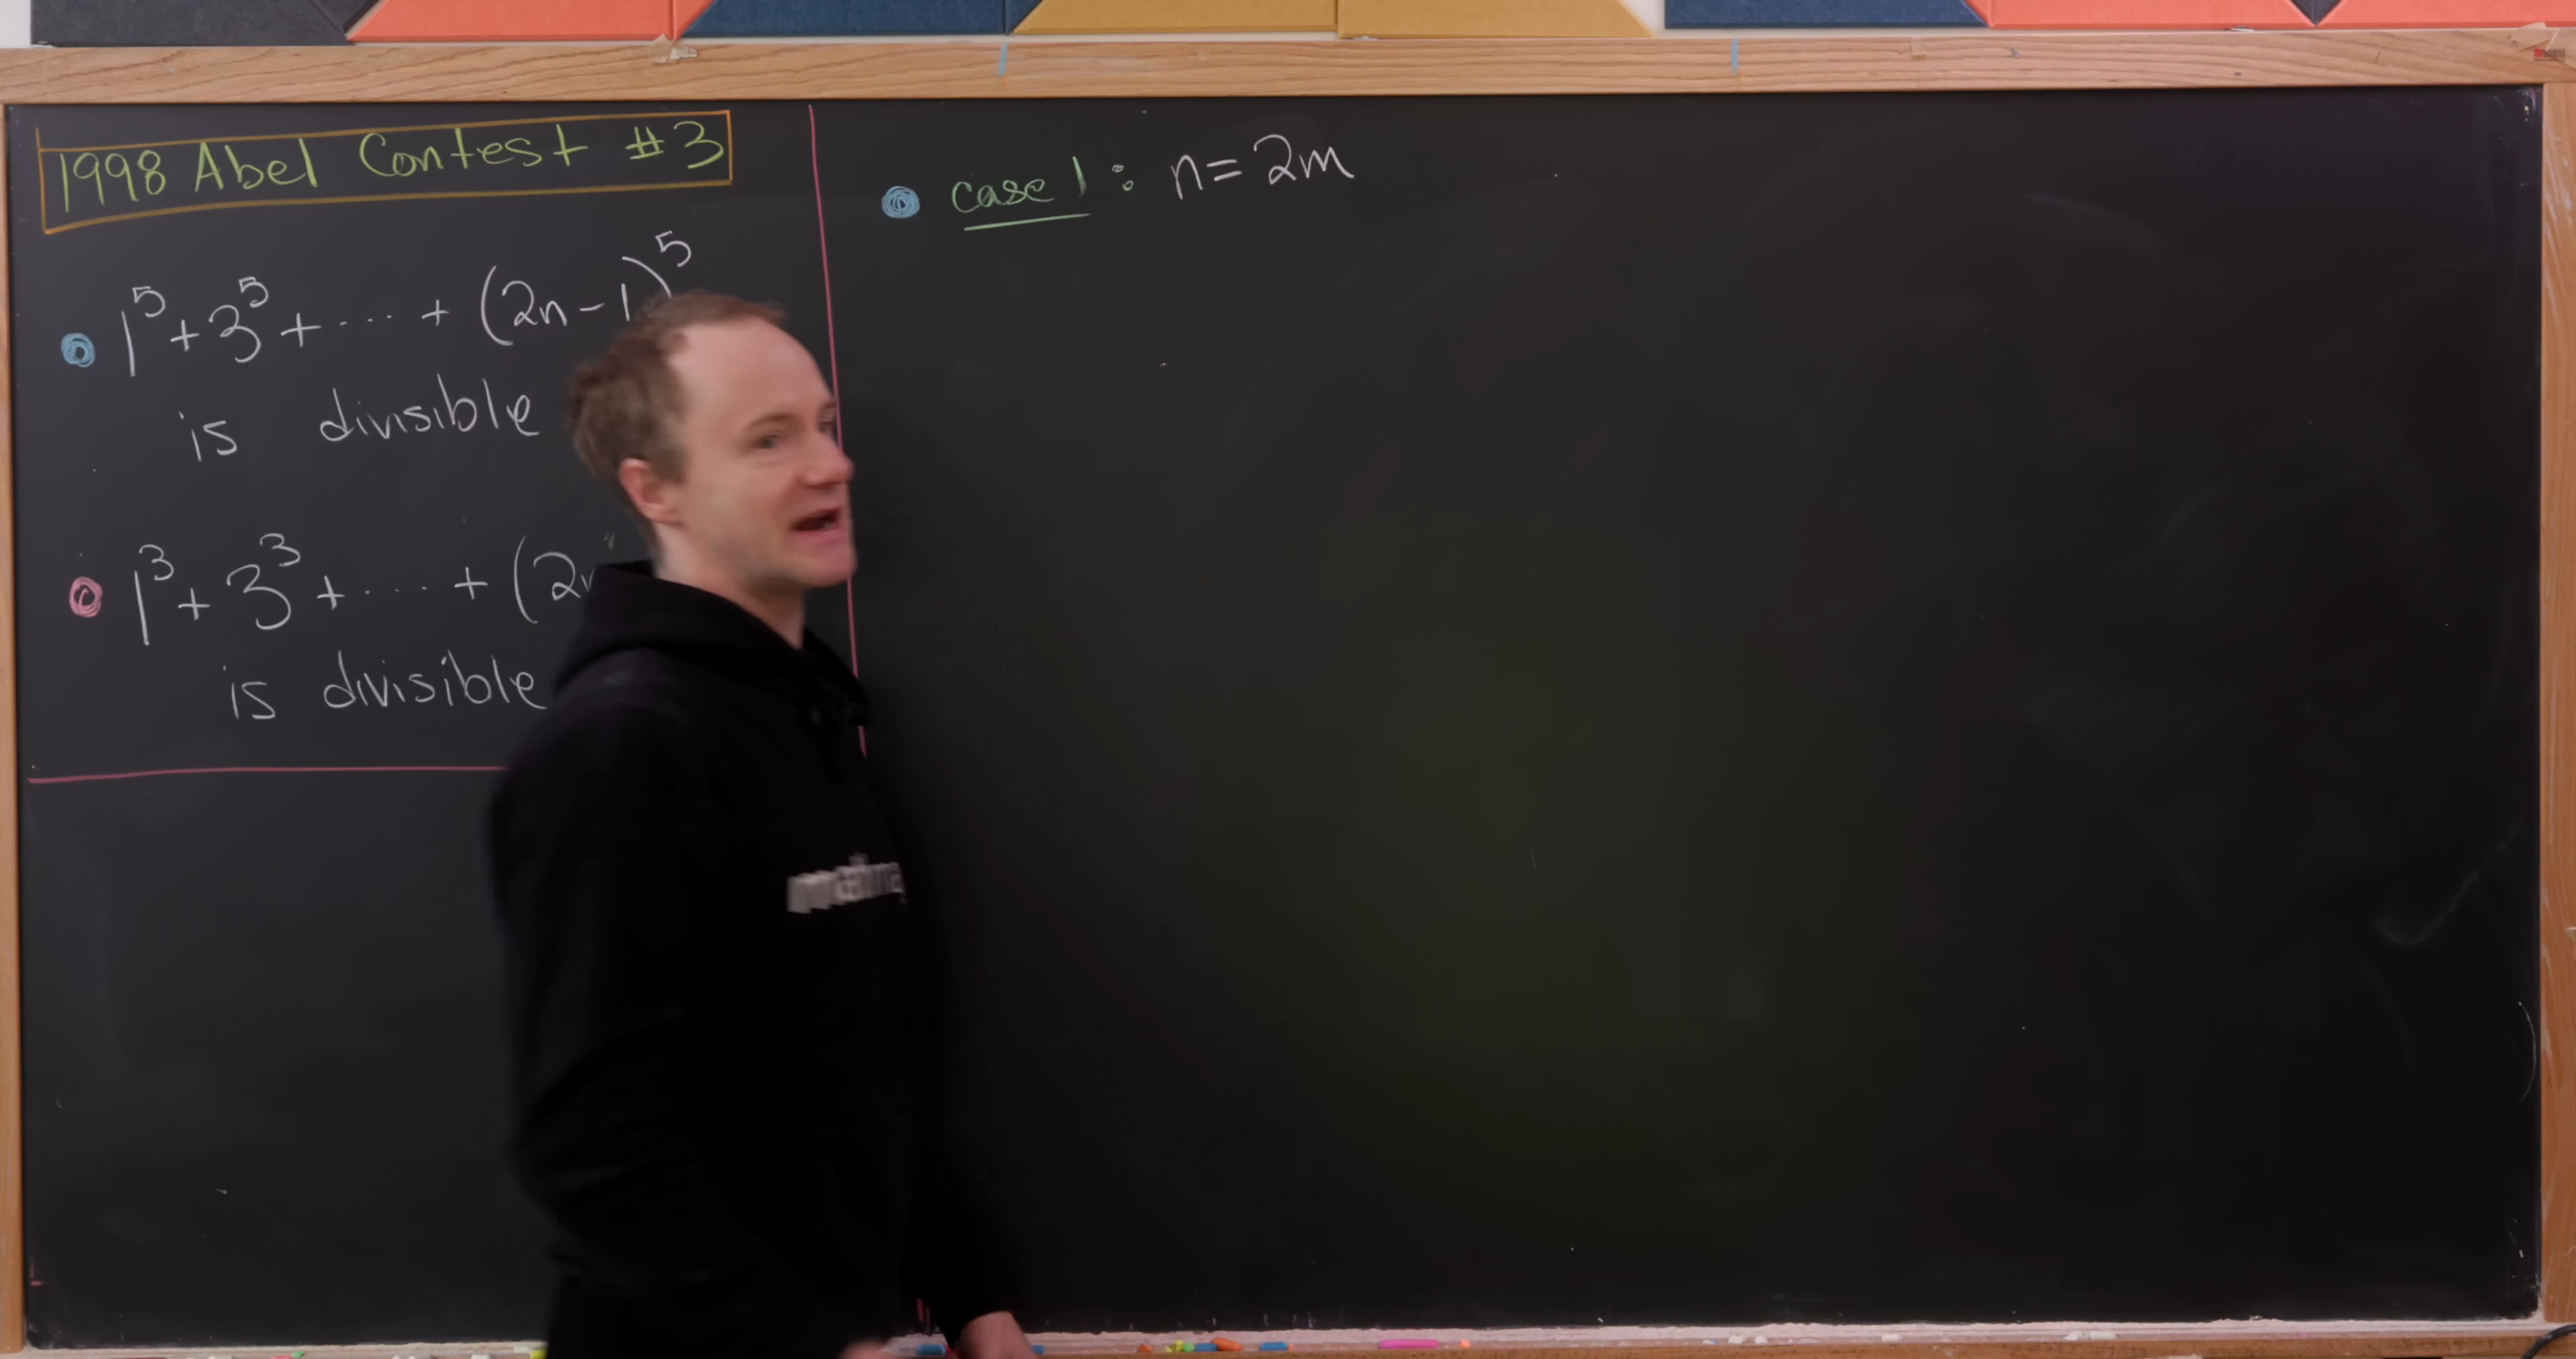 1998 Abel Contest #3
1⁵+3⁵+ ··· + (2n-1)⁵
is divisible
1³+3³+ ··· + (2
is divisible
case 1: n=2m